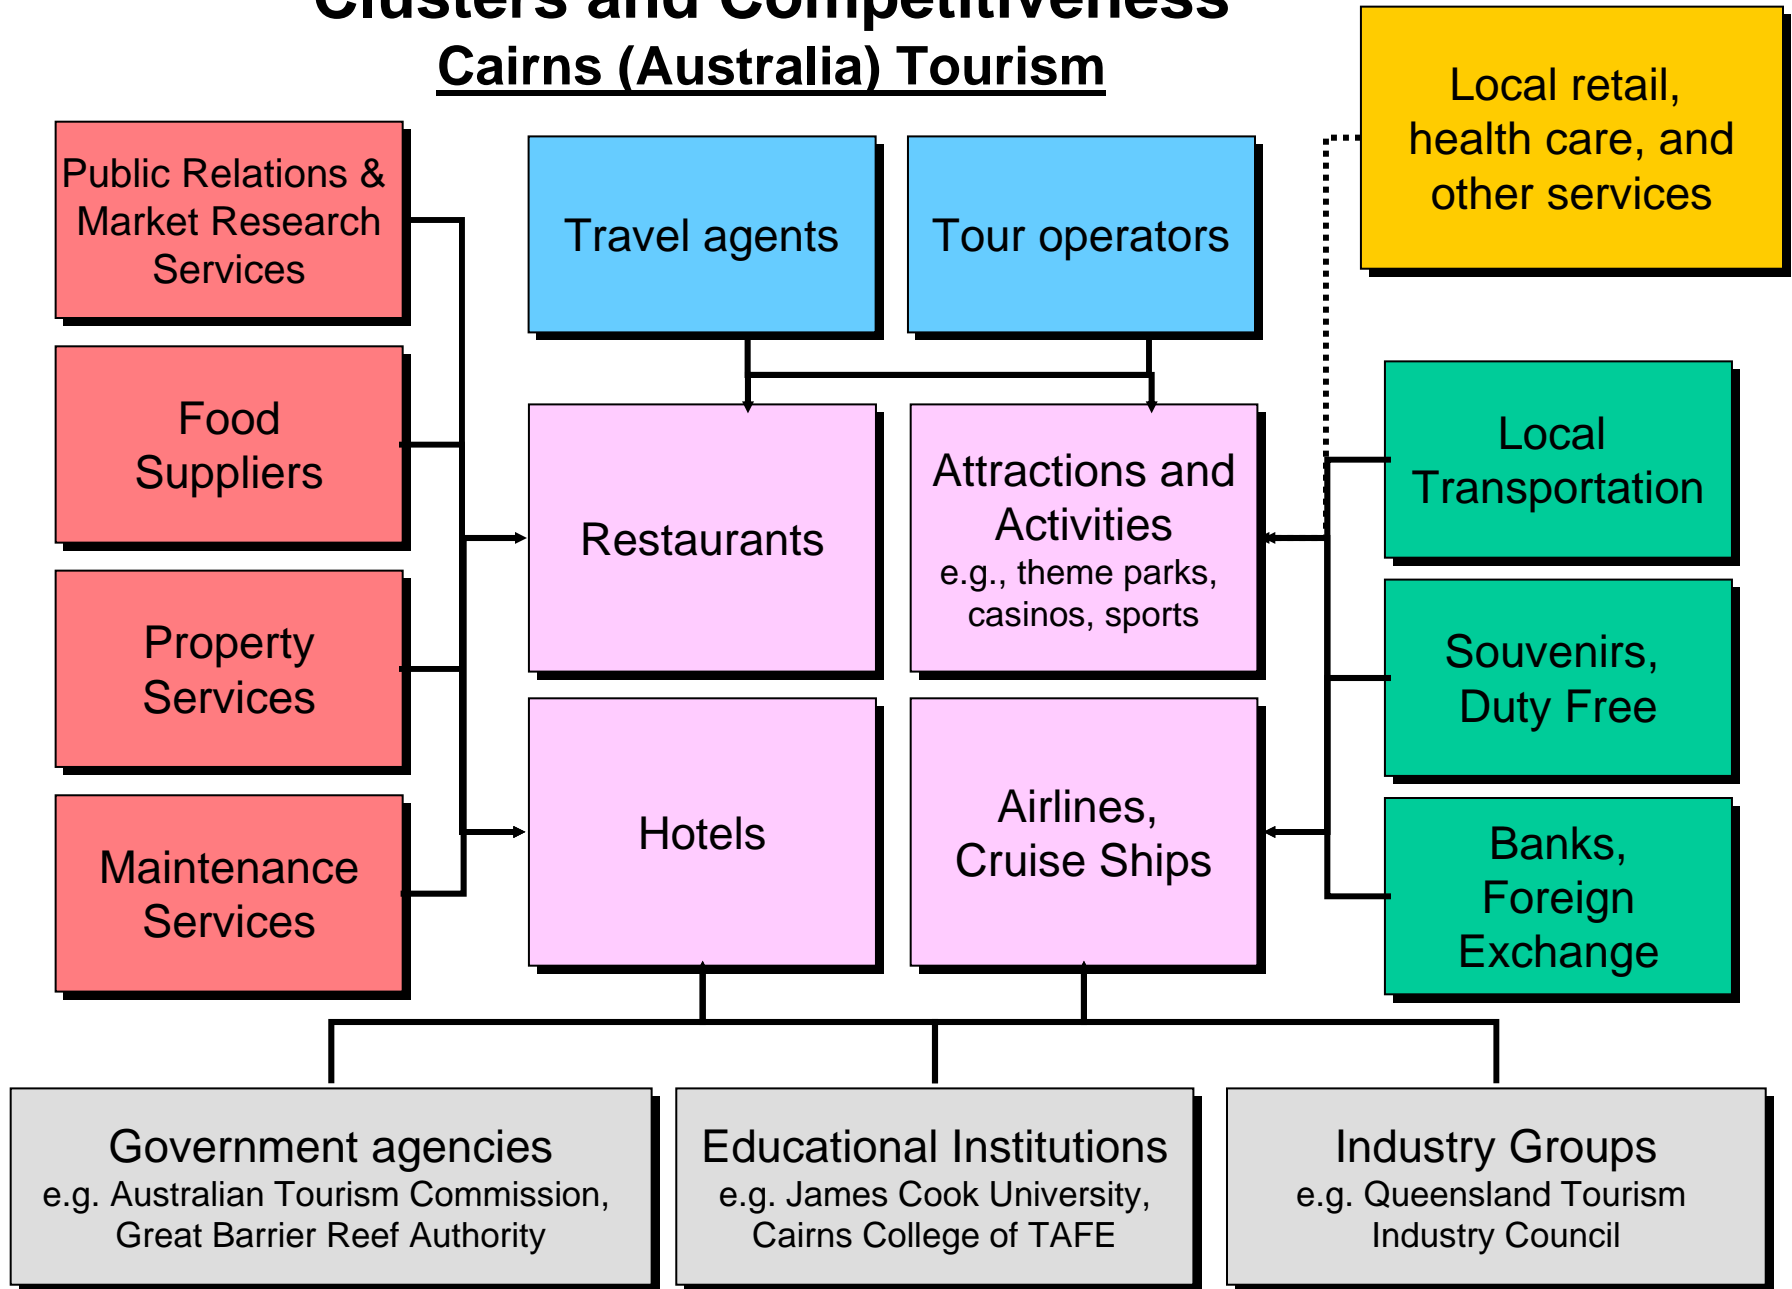 Clusters and Competitiveness
Cairns (Australia) Tourism
Local retail,
health care, and
other services
Public Relations &
Market Research
Services
Travel agents
Tour operators
Food
Suppliers
Local
Transportation
Restaurants
Attractions and
Activities
e.g., theme parks,
casinos, sports
Property
Services
Souvenirs,
Duty Free
Maintenance
Services
Hotels
Airlines,
Cruise Ships
Banks,
Foreign
Exchange
Government agencies
e.g. Australian Tourism Commission,
Great Barrier Reef Authority
Educational Institutions
e.g. James Cook University,
Cairns College of TAFE
Industry Groups
e.g. Queensland Tourism
Industry Council